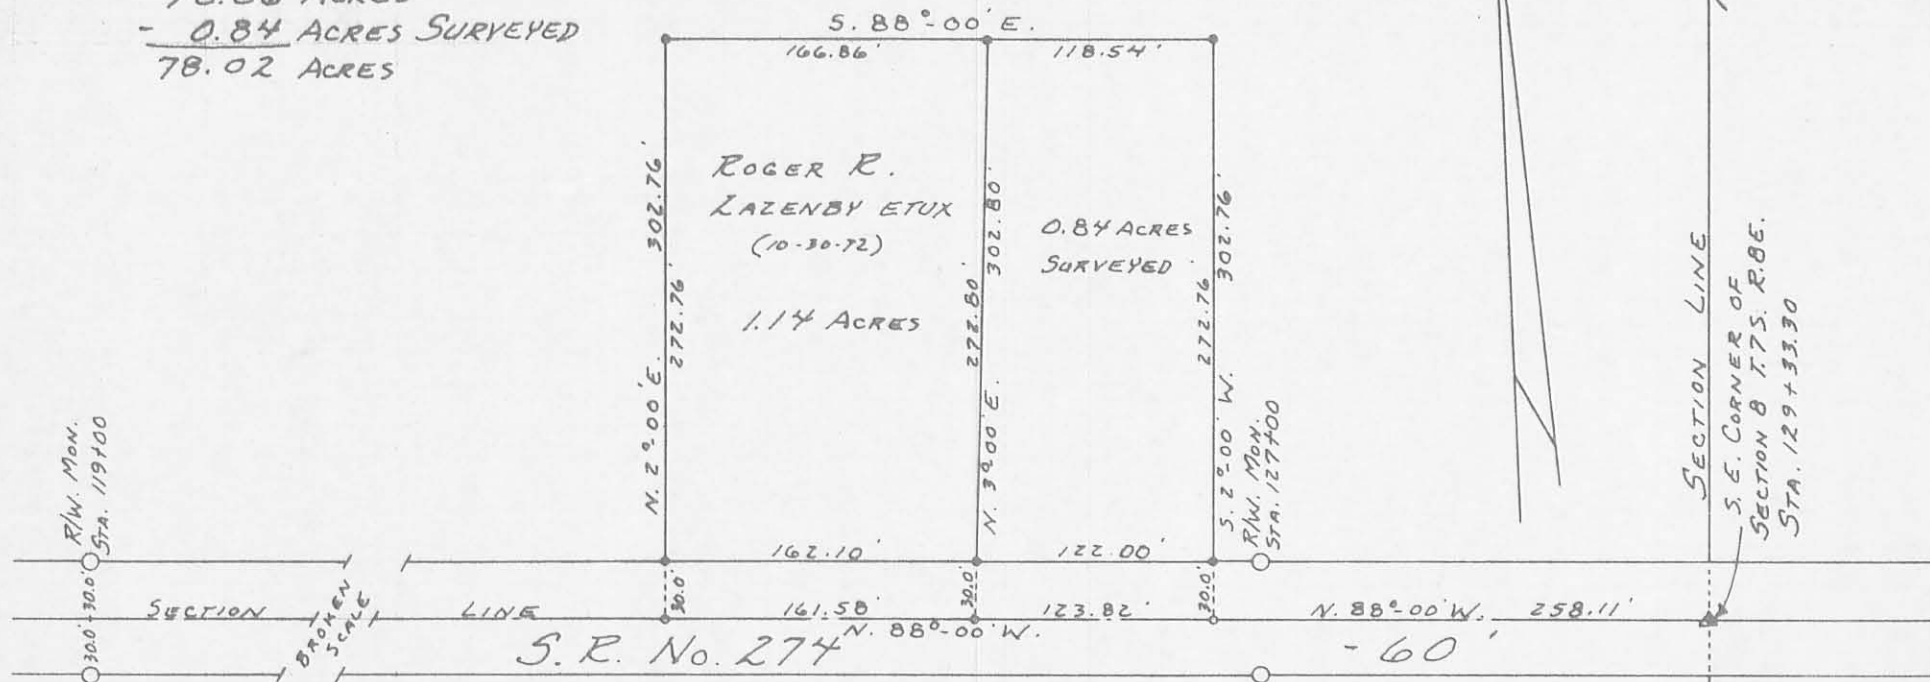 - 0.84 ACRES SURVEYED
78.02 ACRES
S. 88°-00' E.
166.86'
118.54'
302.76'
272.76'
N. 2°-00' E.
ROGER R.
LAZENBY ETUX
(10-30-72)
1.14 ACRES
302.80'
272.80'
N. 3°-00' E.
0.84 ACRES
SURVEYED
302.76'
272.76'
S. 2°-00' W.
R/W. MON.
STA. 127+00
SECTION LINE
S. E. CORNER OF
SECTION 8 T.7S. R.8E.
STA. 129+33.30
R/W. MON.
STA. 119+00
162.10'
122.00'
30.0'
30.0'
30.0'
30.0'-30.0'
SECTION
BROKEN
SCALE
LINE
161.58'
123.82'
N. 88°-00' W. 258.11'
N. 88°-00' W.
S.R. No. 274
- 60'